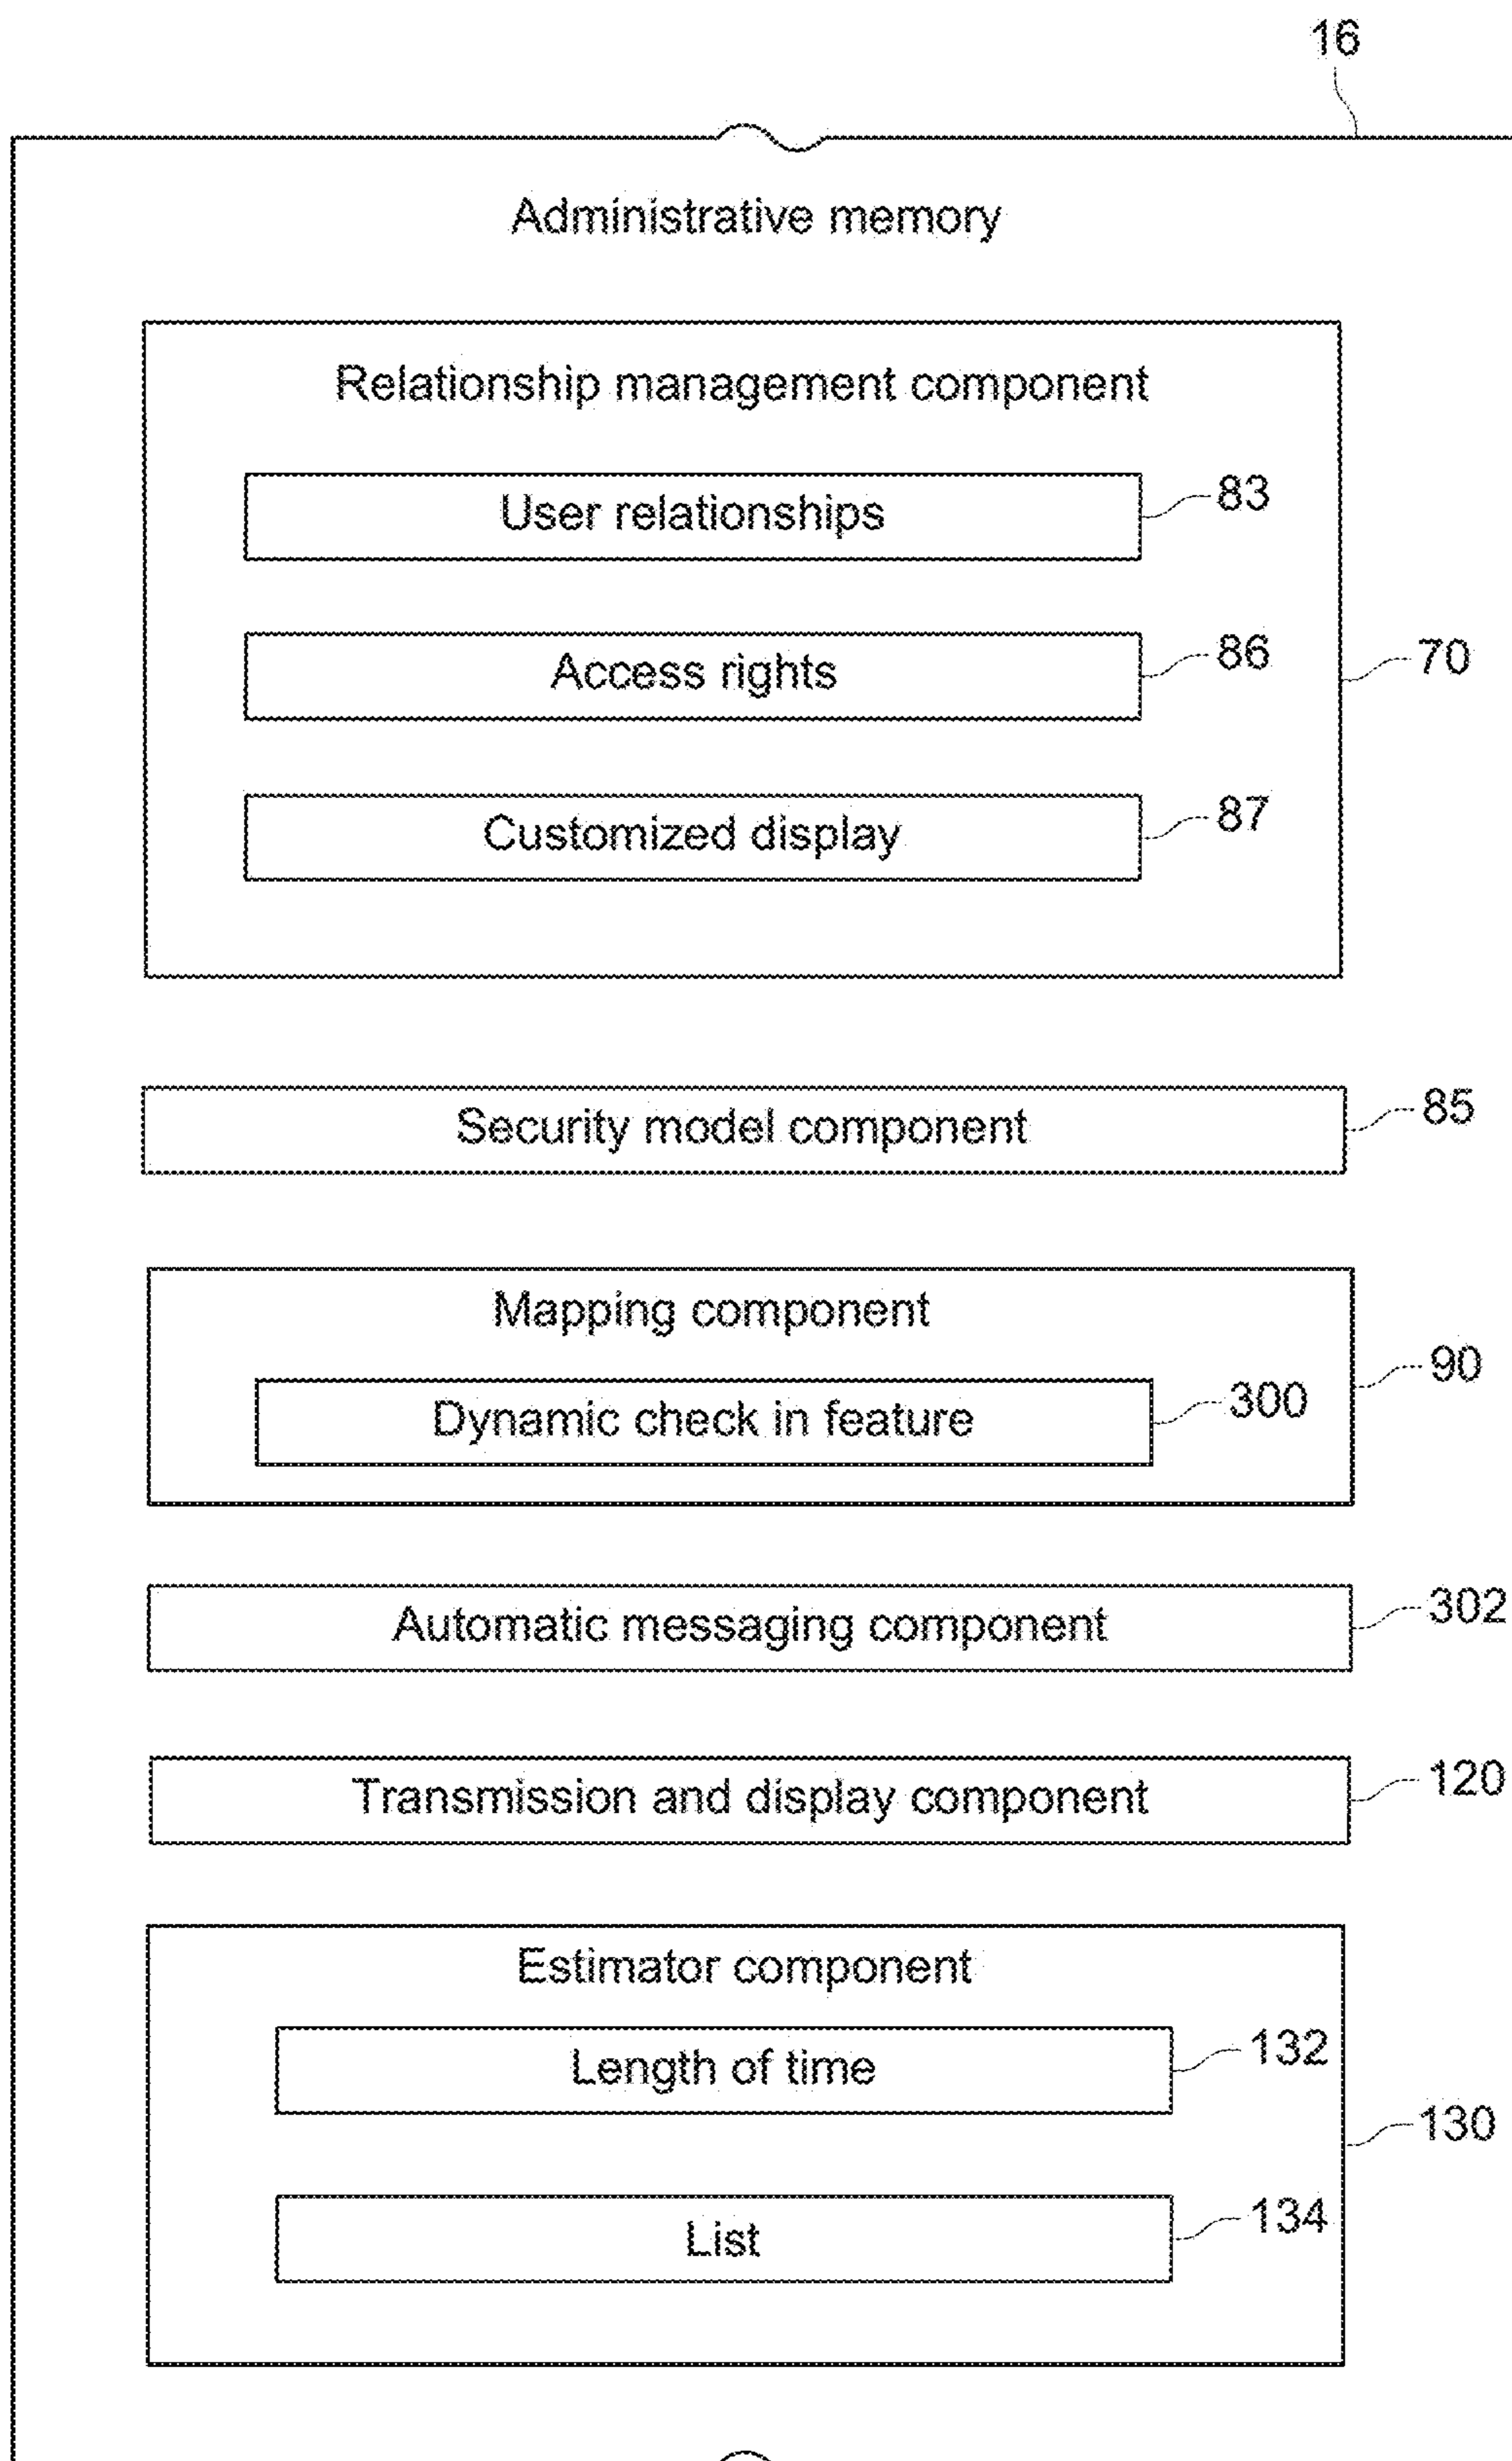 16
Administrative memory
Relationship management component
User relationships
83
Access rights
86
70
Customized display
87
Security model component
85
Mapping component
90
Dynamic check in feature
300
Automatic messaging component
302
Transmission and display component
120
Estimator component
Length of time
132
130
List
134